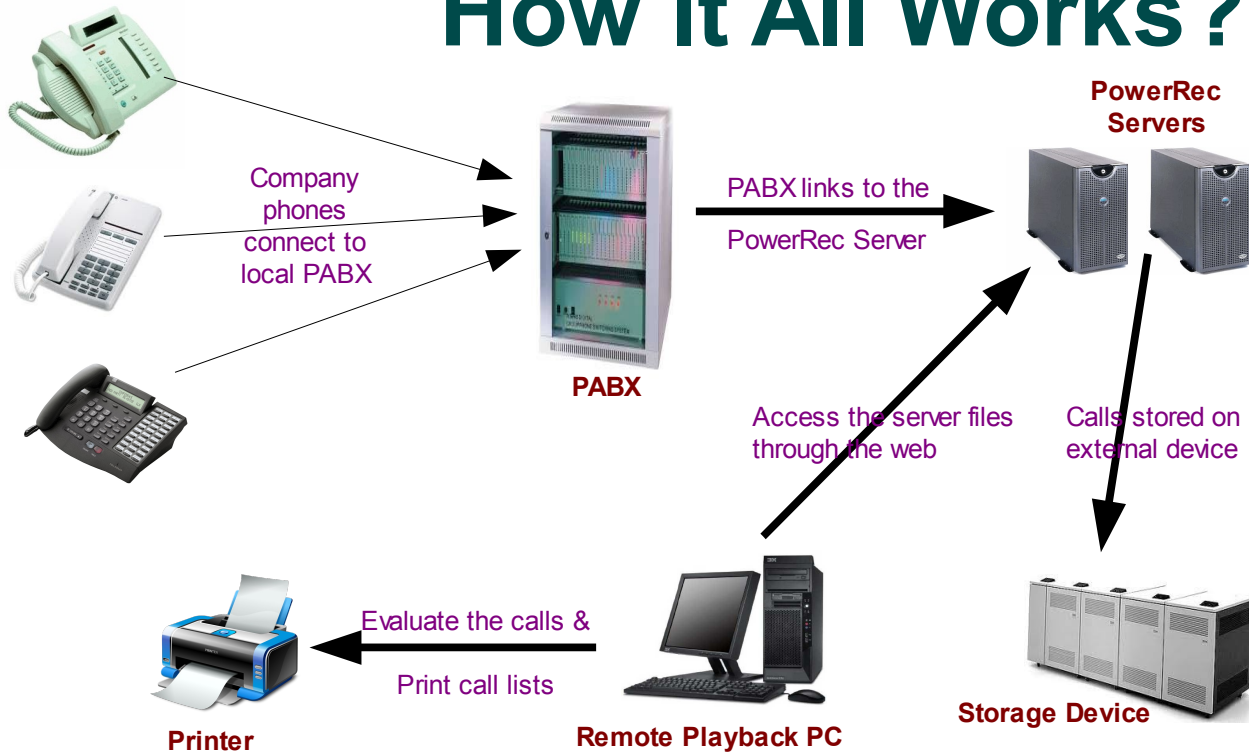 How It All Works?
PowerRec
Servers
Company
phones
connect to
local PABX
PABX links to the
PowerRec Server
PABX
Access the server files
through the web
Calls stored on
external device
Evaluate the calls &
Print call lists
Printer
Remote Playback PC
Storage Device